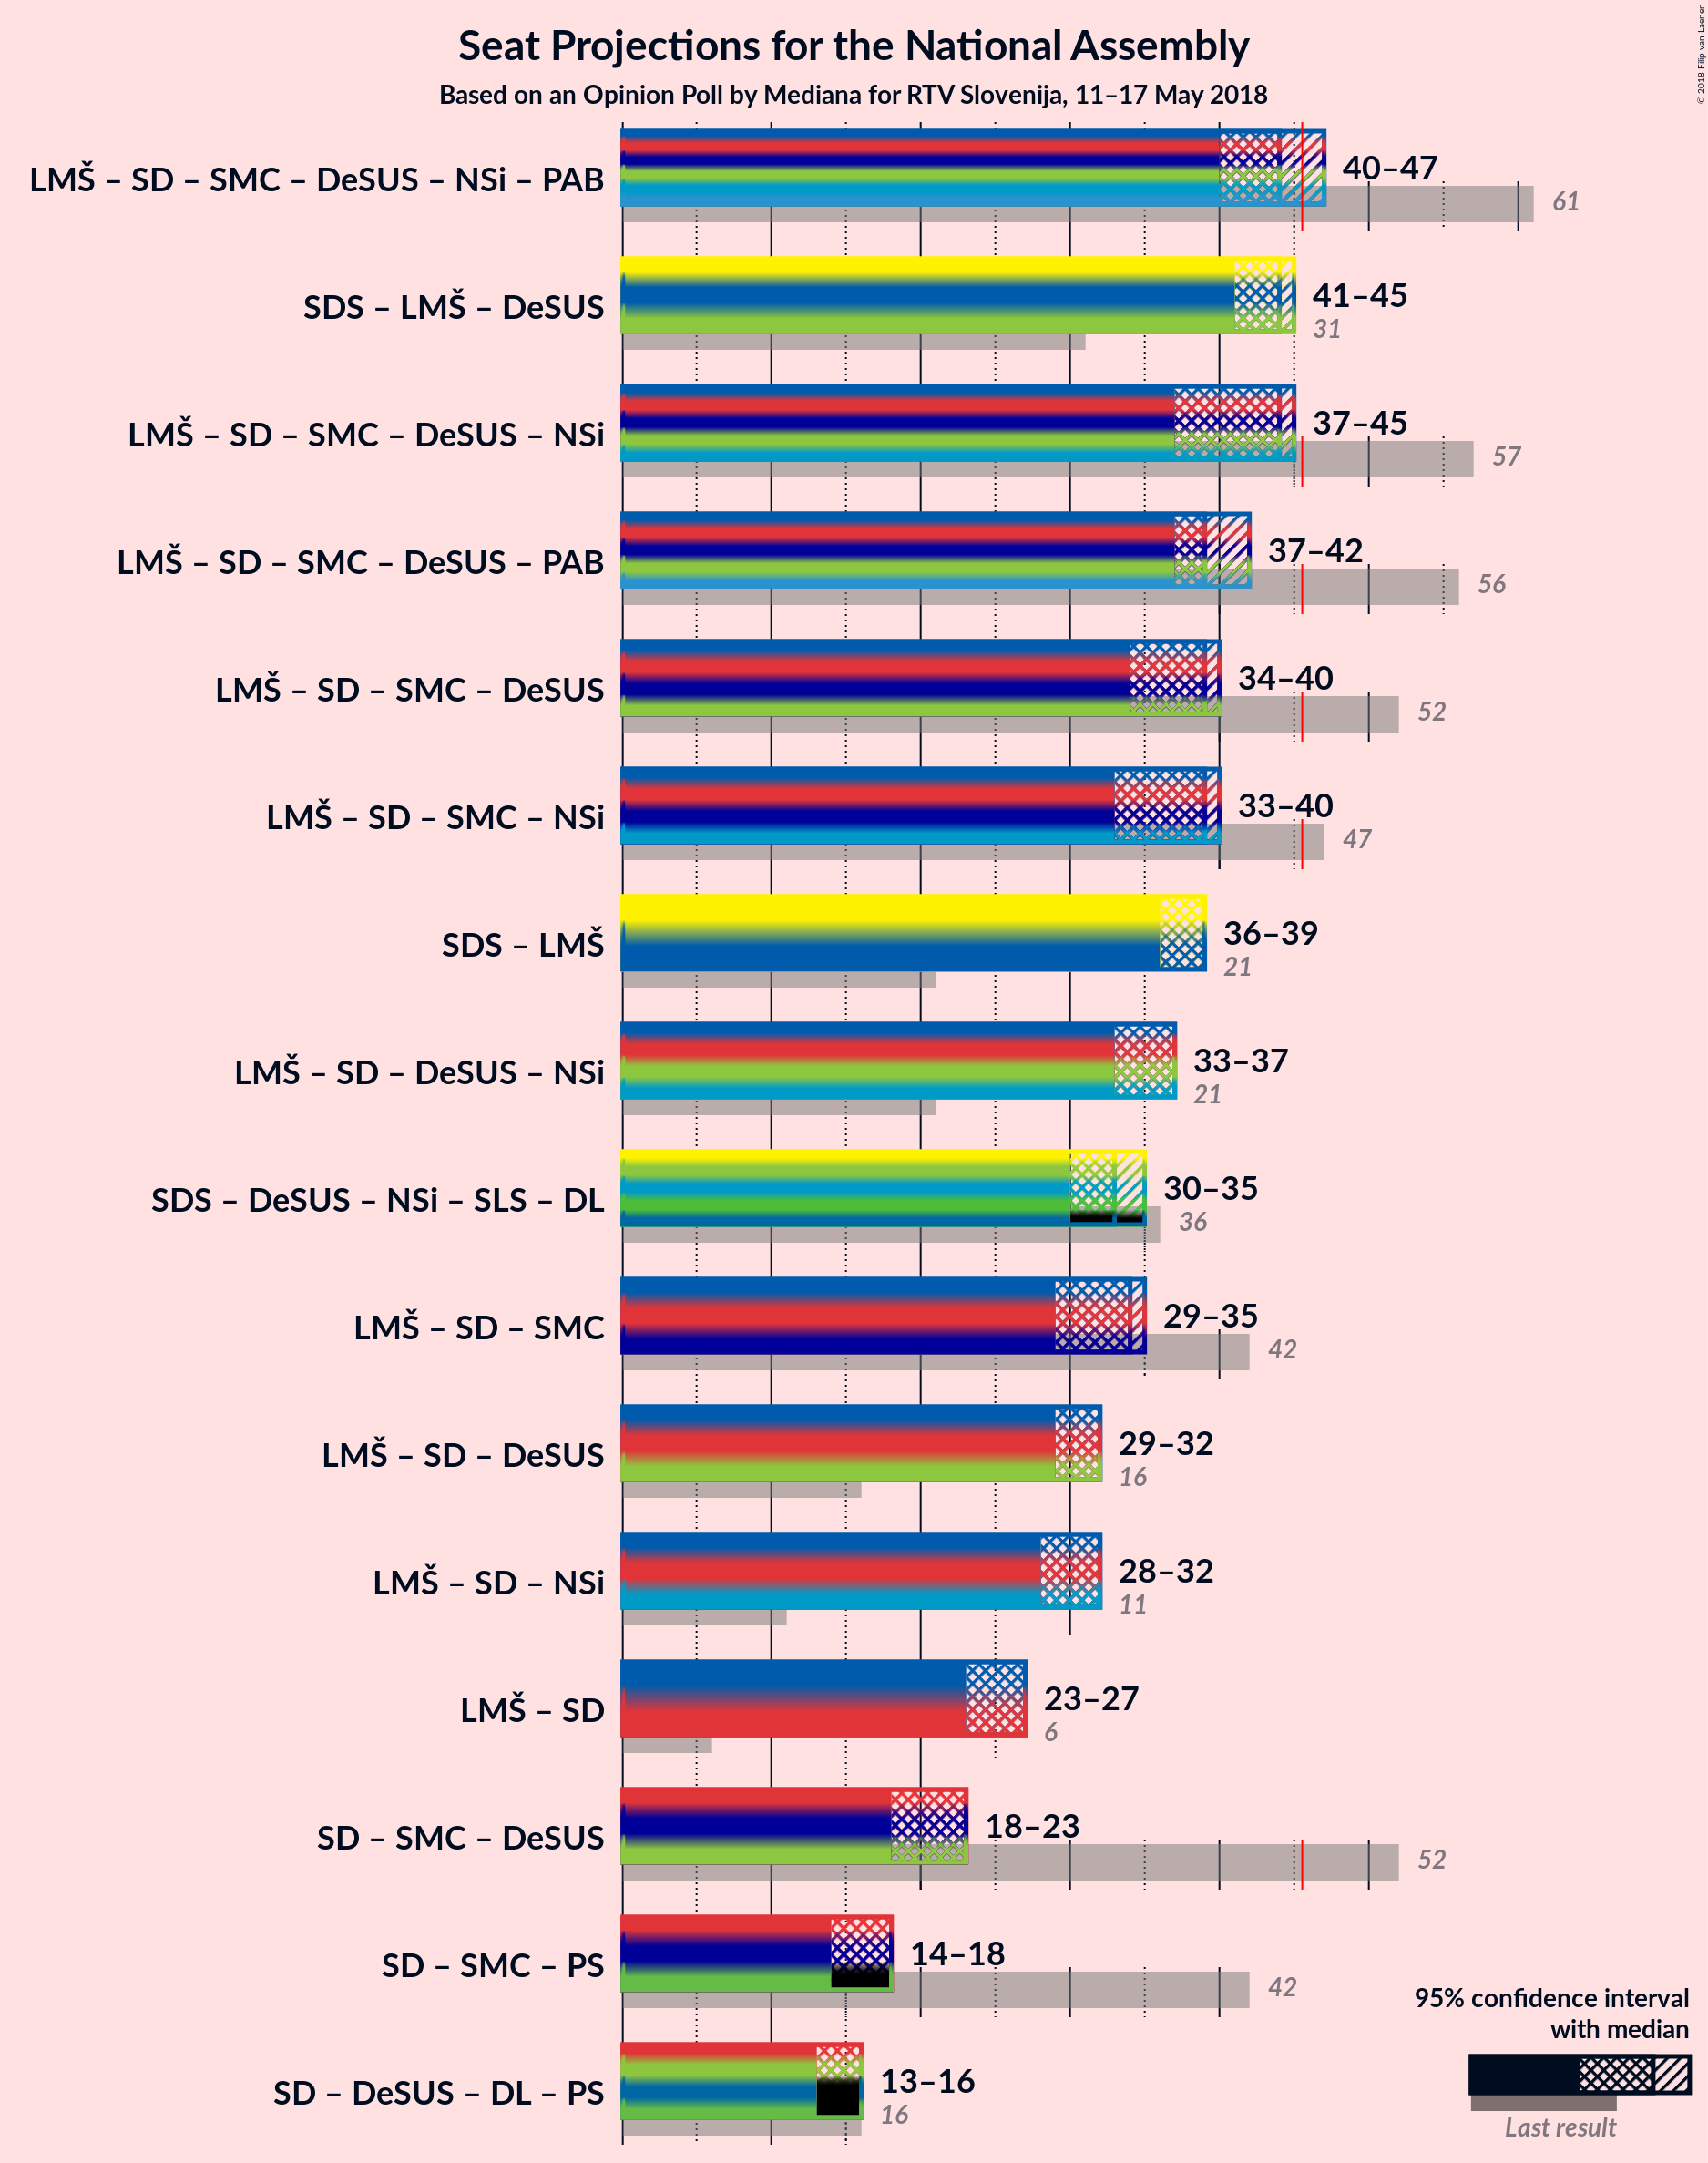 Seat Projections for the National Assembly
Based on an Opinion Poll by Mediana for RTV Slovenija, 11–17 May 2018
© 2018 Filip van Laenen
LMŠ – SD – SMC – DeSUS – NSi – PAB
40–47
61
SDS – LMŠ – DeSUS
41–45
31
LMŠ – SD – SMC – DeSUS – NSi
37–45
57
LMŠ – SD – SMC – DeSUS – PAB
37–42
56
LMŠ – SD – SMC – DeSUS
34–40
52
LMŠ – SD – SMC – NSi
33–40
47
SDS – LMŠ
36–39
21
LMŠ – SD – DeSUS – NSi
33–37
21
SDS – DeSUS – NSi – SLS – DL
30–35
36
LMŠ – SD – SMC
29–35
42
LMŠ – SD – DeSUS
29–32
16
LMŠ – SD – NSi
28–32
11
LMŠ – SD
23–27
6
SD – SMC – DeSUS
18–23
52
SD – SMC – PS
14–18
42
SD – DeSUS – DL – PS
13–16
16
95% confidence interval
with median
Last result